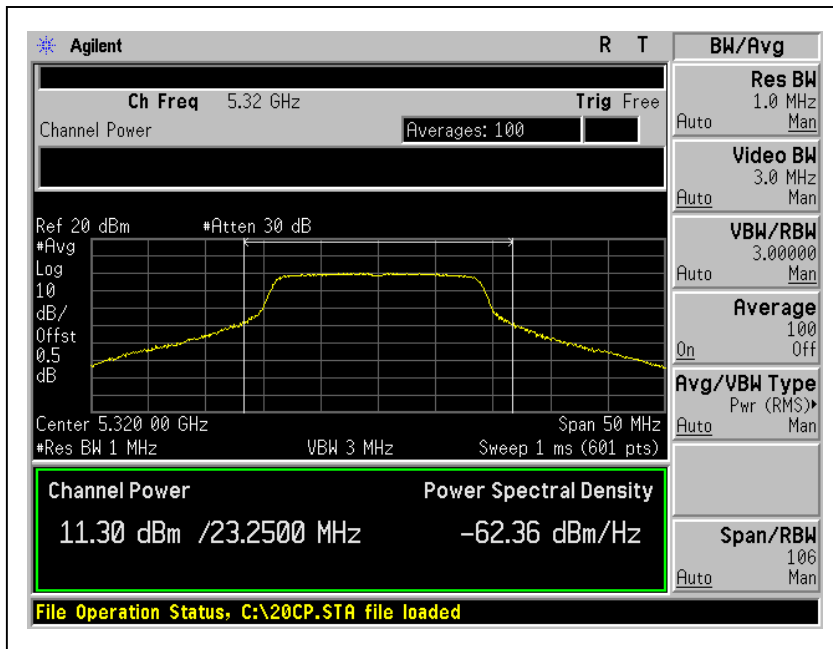 Agilent R T
Ch Freq 5.32 GHz Trig Free
Channel Power Averages: 100
Ref 20 dBm #Atten 30 dB
#Avg
Log
10
dB/
Offst
0.5
dB
Center 5.320 00 GHz Span 50 MHz
#Res BW 1 MHz VBW 3 MHz Sweep 1 ms (601 pts)
Channel Power Power Spectral Density
11.30 dBm /23.2500 MHz -62.36 dBm/Hz
File Operation Status, C:\20CP.STA file loaded
BW/Avg
Res BW
1.0 MHz
Auto Man
Video BW
3.0 MHz
Auto Man
VBW/RBW
3.00000
Auto Man
Average
100
On Off
Avg/VBW Type
Pwr (RMS)▸
Auto Man
Span/RBW
106
Auto Man